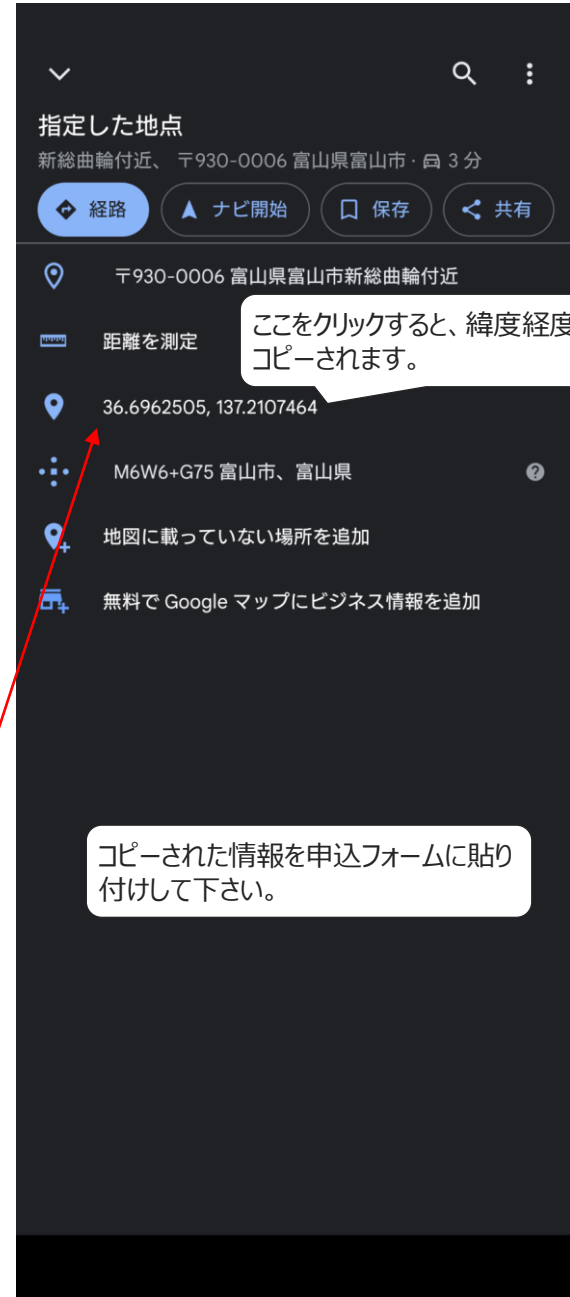 指定した地点
新総曲輪付近、 〒930-0006 富山県富山市 · 3 分
経路 ナビ開始 保存 共有
〒930-0006 富山県富山市新総曲輪付近
距離を測定
ここをクリックすると、緯度経度
コピーされます。
36.6962505, 137.2107464
M6W6+G75 富山市、富山県
地図に載っていない場所を追加
無料で Google マップにビジネス情報を追加
コピーされた情報を申込フォームに貼り
付けして下さい。